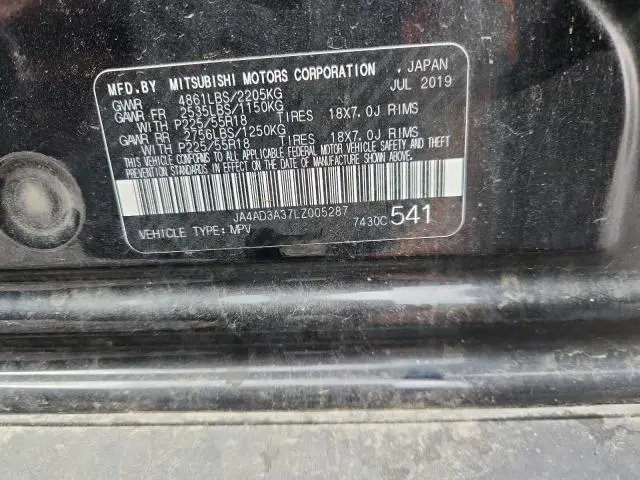 MFD.BY MITSUBISHI MOTORS CORPORATION . JAPAN
GVWR 4861LBS/2205KG JUL 2019
GAWR FR 2535LBS/1150KG
WITH P225/55R18 TIRES 18X7.0J RIMS
GAWR RR 2756LBS/1250KG
WITH P225/55R18 TIRES 18X7.0J RIMS
THIS VEHICLE CONFORMS TO ALL APPLICABLE FEDERAL MOTOR VEHICLE SAFETY AND THEFT
PREVENTION STANDARDS IN EFFECT ON THE DATE OF MANUFACTURE SHOWN ABOVE.
JA4AD3A37LZ005287
VEHICLE TYPE: MPV 7430C 541